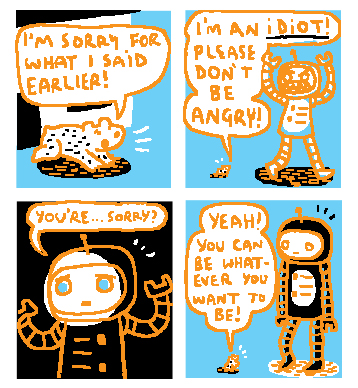 I'M SORRY FOR
WHAT I SAID
EARLIER!
I'M AN iDiOT!
PLEASE
DON'T
BE
ANGRY!
YOU'RE...SORRY?
YEAH!
YOU CAN
BE WHAT-
EVER YOU
WANT TO
BE!